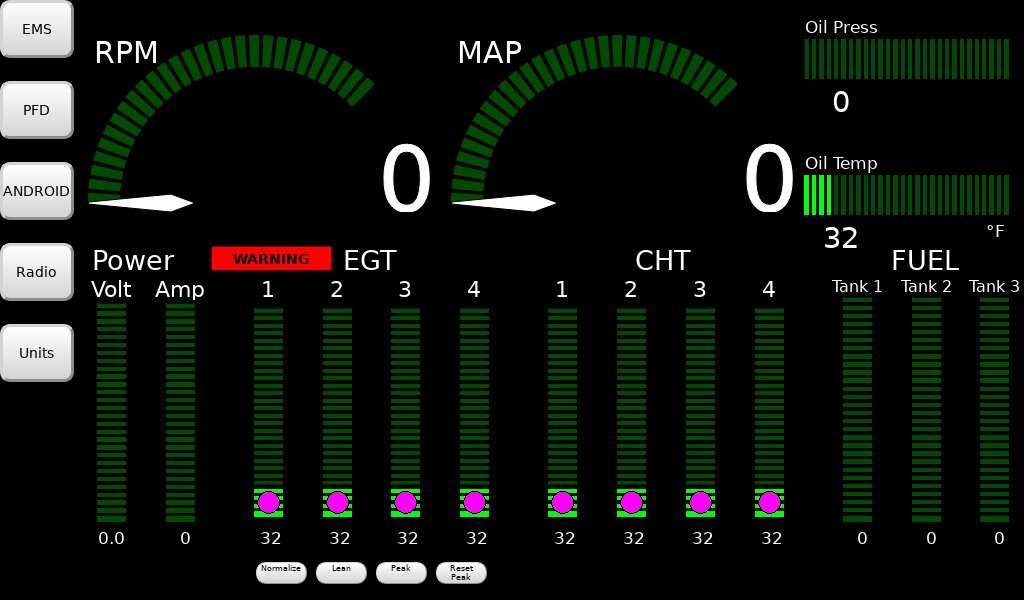 EMS
PFD
ANDROID
Radio
Units
RPM
0
MAP
0
Oil Press
0
Oil Temp
32 °F
Power
Volt Amp
0.0 0
WARNING
EGT
1 2 3 4
32 32 32 32
Normalize Lean Peak Reset
Peak
CHT
1 2 3 4
32 32 32 32
FUEL
Tank 1 Tank 2 Tank 3
0 0 0